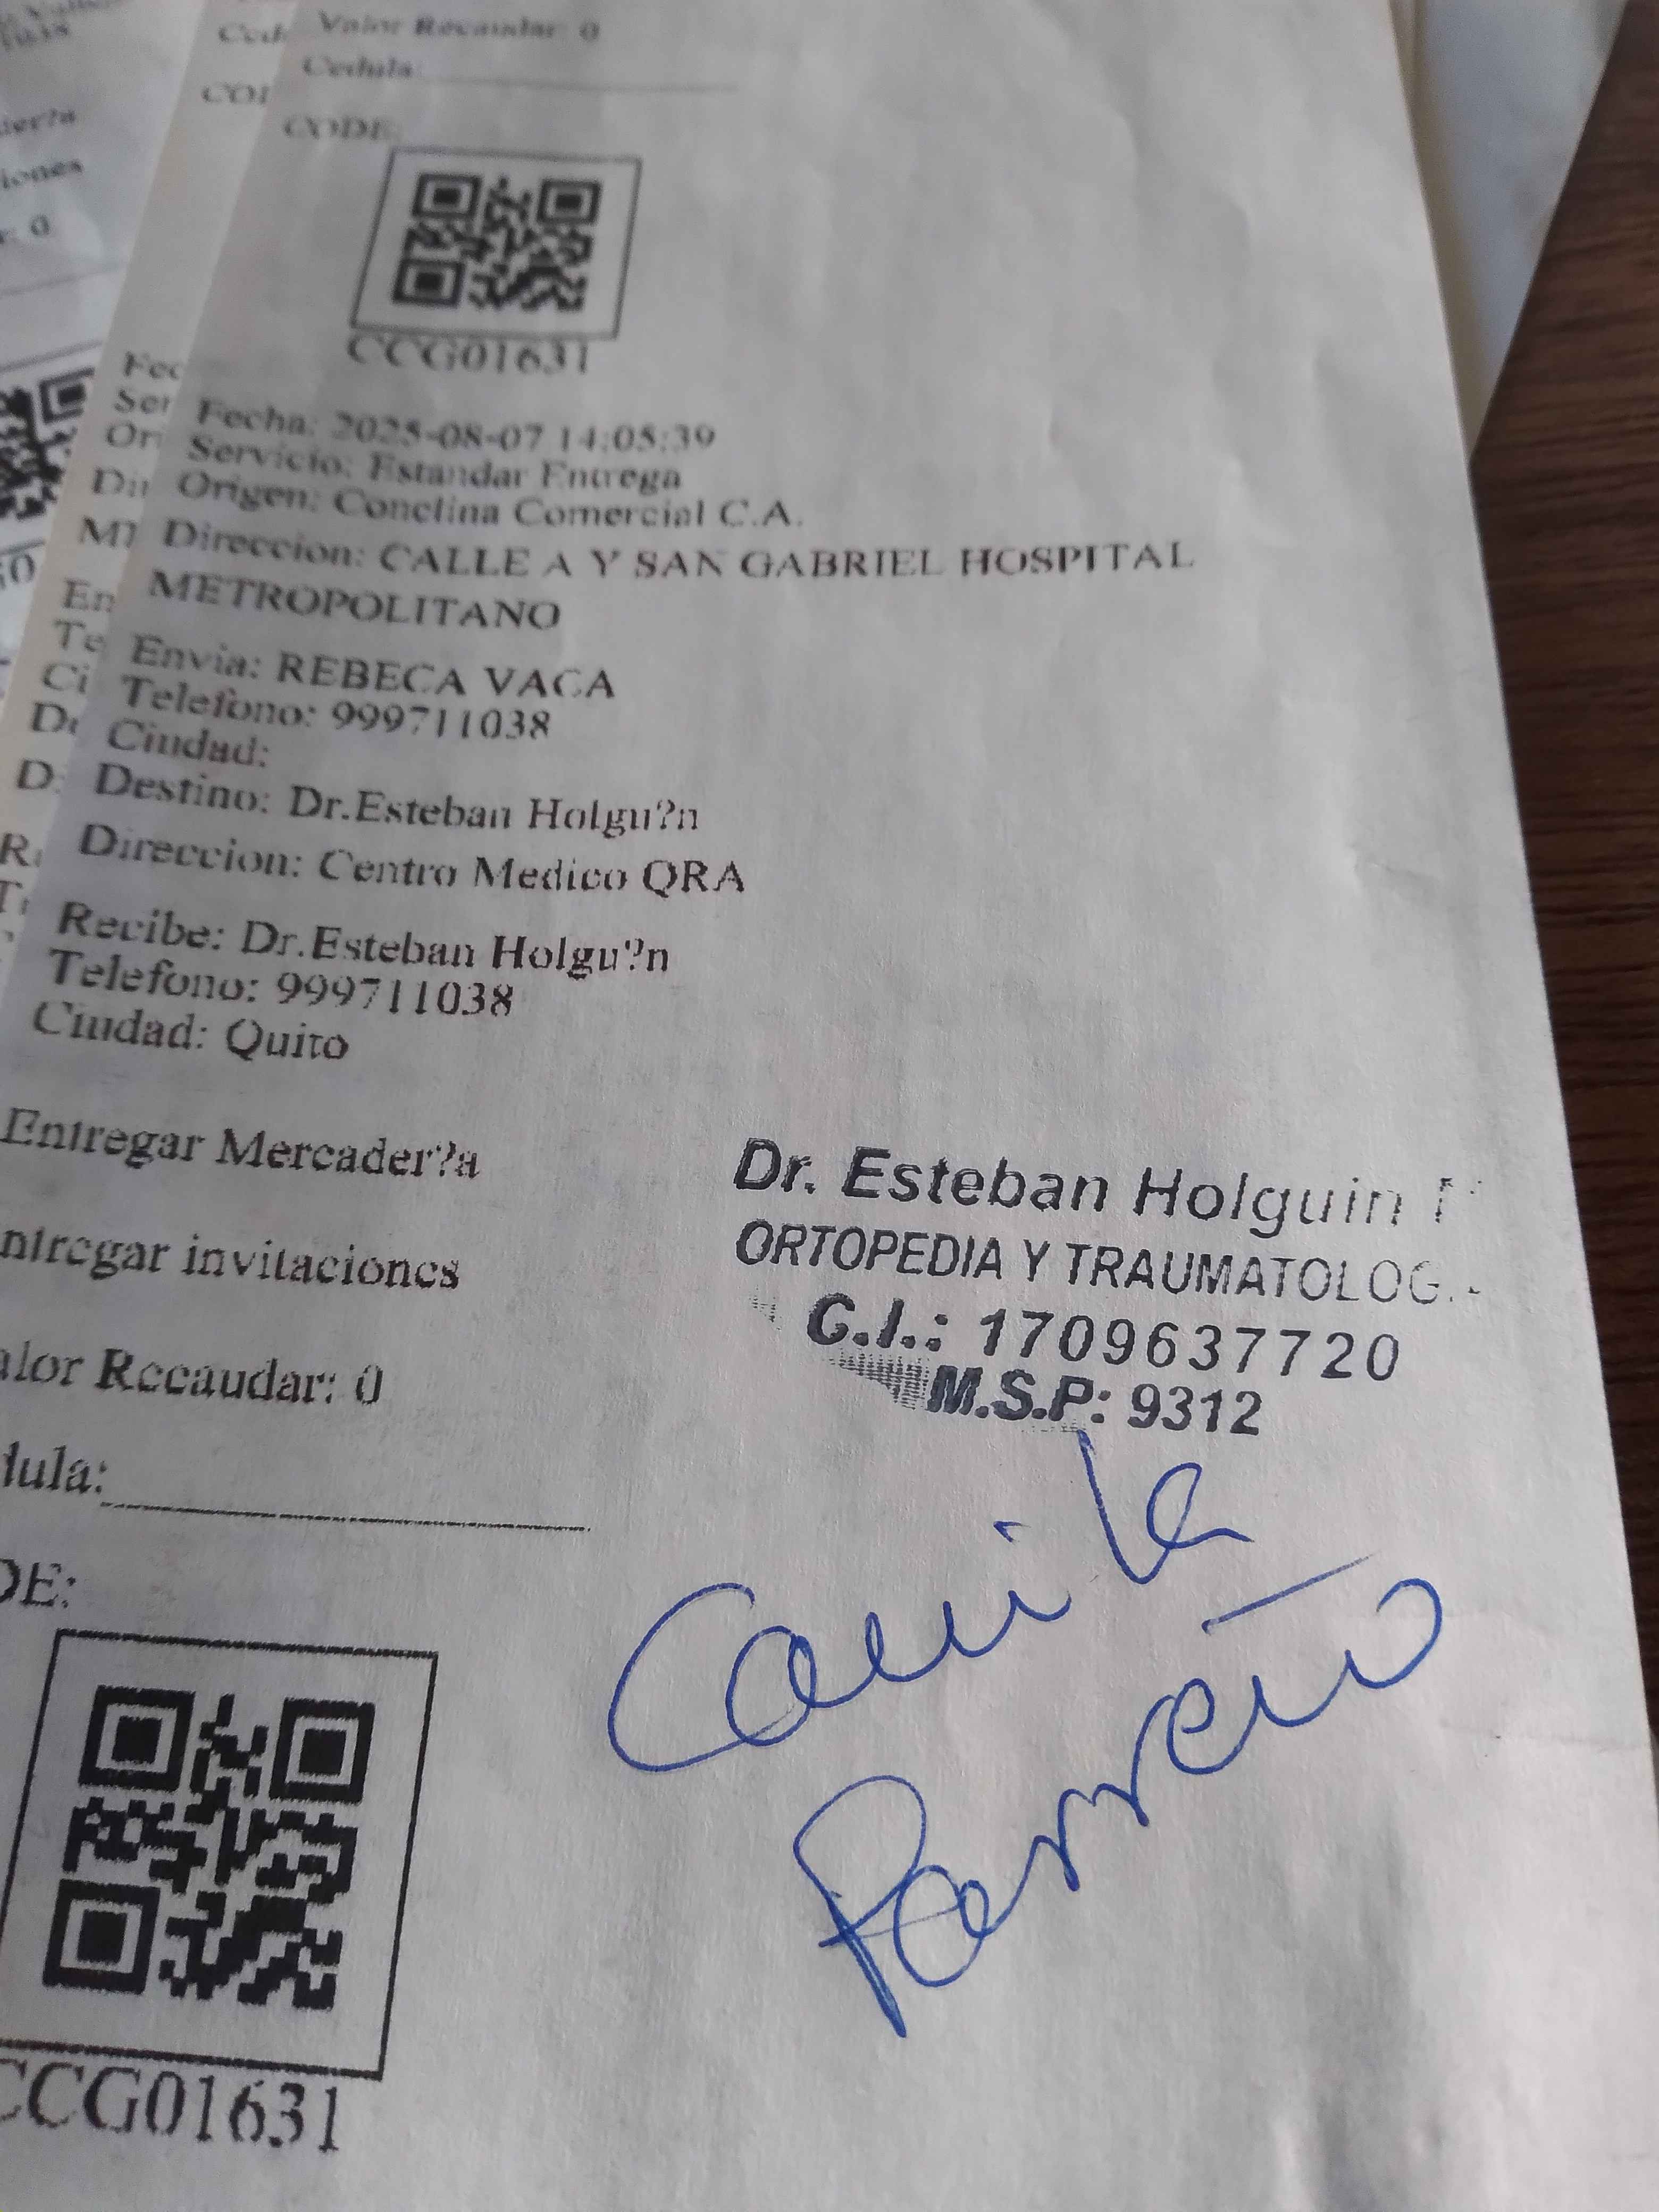 Valor Recaudar: 0
Cedula:
CODE:
CCG01631
Fecha: 2025-08-07 14:05:39
Servicio: Estandar Entrega
Origen: Conclina Comercial C.A.
Direccion: CALLE A Y SAN GABRIEL HOSPITAL
METROPOLITANO
Envia: REBECA VACA
Telefono: 999711038
Ciudad:
Destino: Dr.Esteban Holgu?n
Direccion: Centro Medico QRA
Recibe: Dr.Esteban Holgu?n
Telefono: 999711038
Ciudad: Quito
Entregar Mercader?a
ntregar invitaciones
alor Recaudar: 0
dula:
DE:
CCG01631
Dr. Esteban Holguin
ORTOPEDIA Y TRAUMATOLOG
C.I.: 1709637720
M.S.P: 9312
Camila